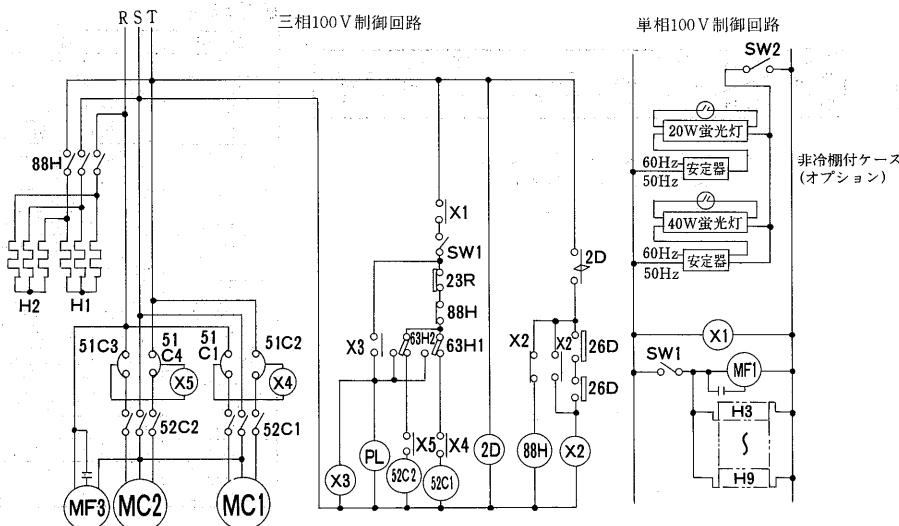 三相100V制御回路
単相100V制御回路
R S T
SW2
20W蛍光灯
60Hz
50Hz
安定器
非冷棚付ケース
(オプション)
40W蛍光灯
60Hz
50Hz
安定器
88H
H2
H1
X1
SW1
23R
88H
2D
63H2
63H1
X3
X2
X2
26D
26D
51C3
51
C4
51
C1
51C2
X5
X4
52C2
52C1
X5
X4
X3
PL
52C2
52C1
2D
88H
X2
X1
SW1
MF1
H3
H9
MF3
MC2
MC1